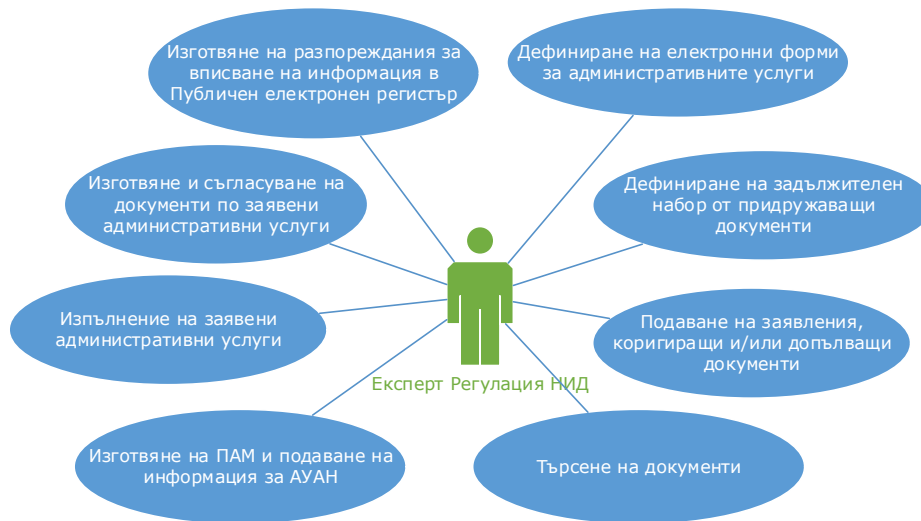 Изготвяне на разпореждания за
вписване на информация в
Публичен електронен регистър
Дефиниране на електронни форми
за административните услуги
Изготвяне и съгласуване на
документи по заявени
административни услуги
Дефиниране на задължителен
набор от придружаващи
документи
Изпълнение на заявени
административни услуги
Подаване на заявления,
коригиращи и/или допълващи
документи
Експерт Регулация НИД
Изготвяне на ПАМ и подаване на
информация за АУАН
Търсене на документи